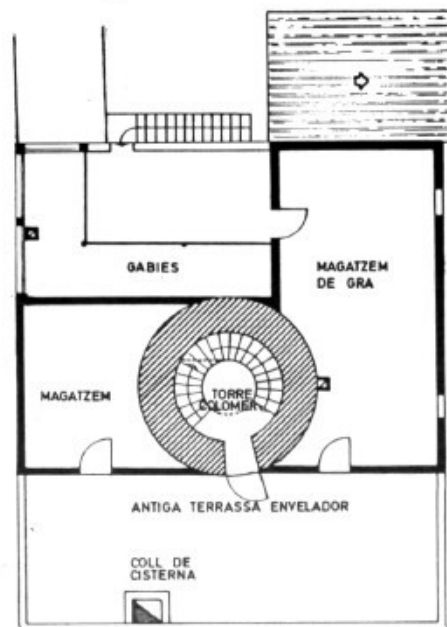 GABIES
MAGATZEM
DE GRA
MAGATZEM
TORRE
COLOMER
ANTIGA TERRASSA ENVELADOR
COLL DE
CISTERNA